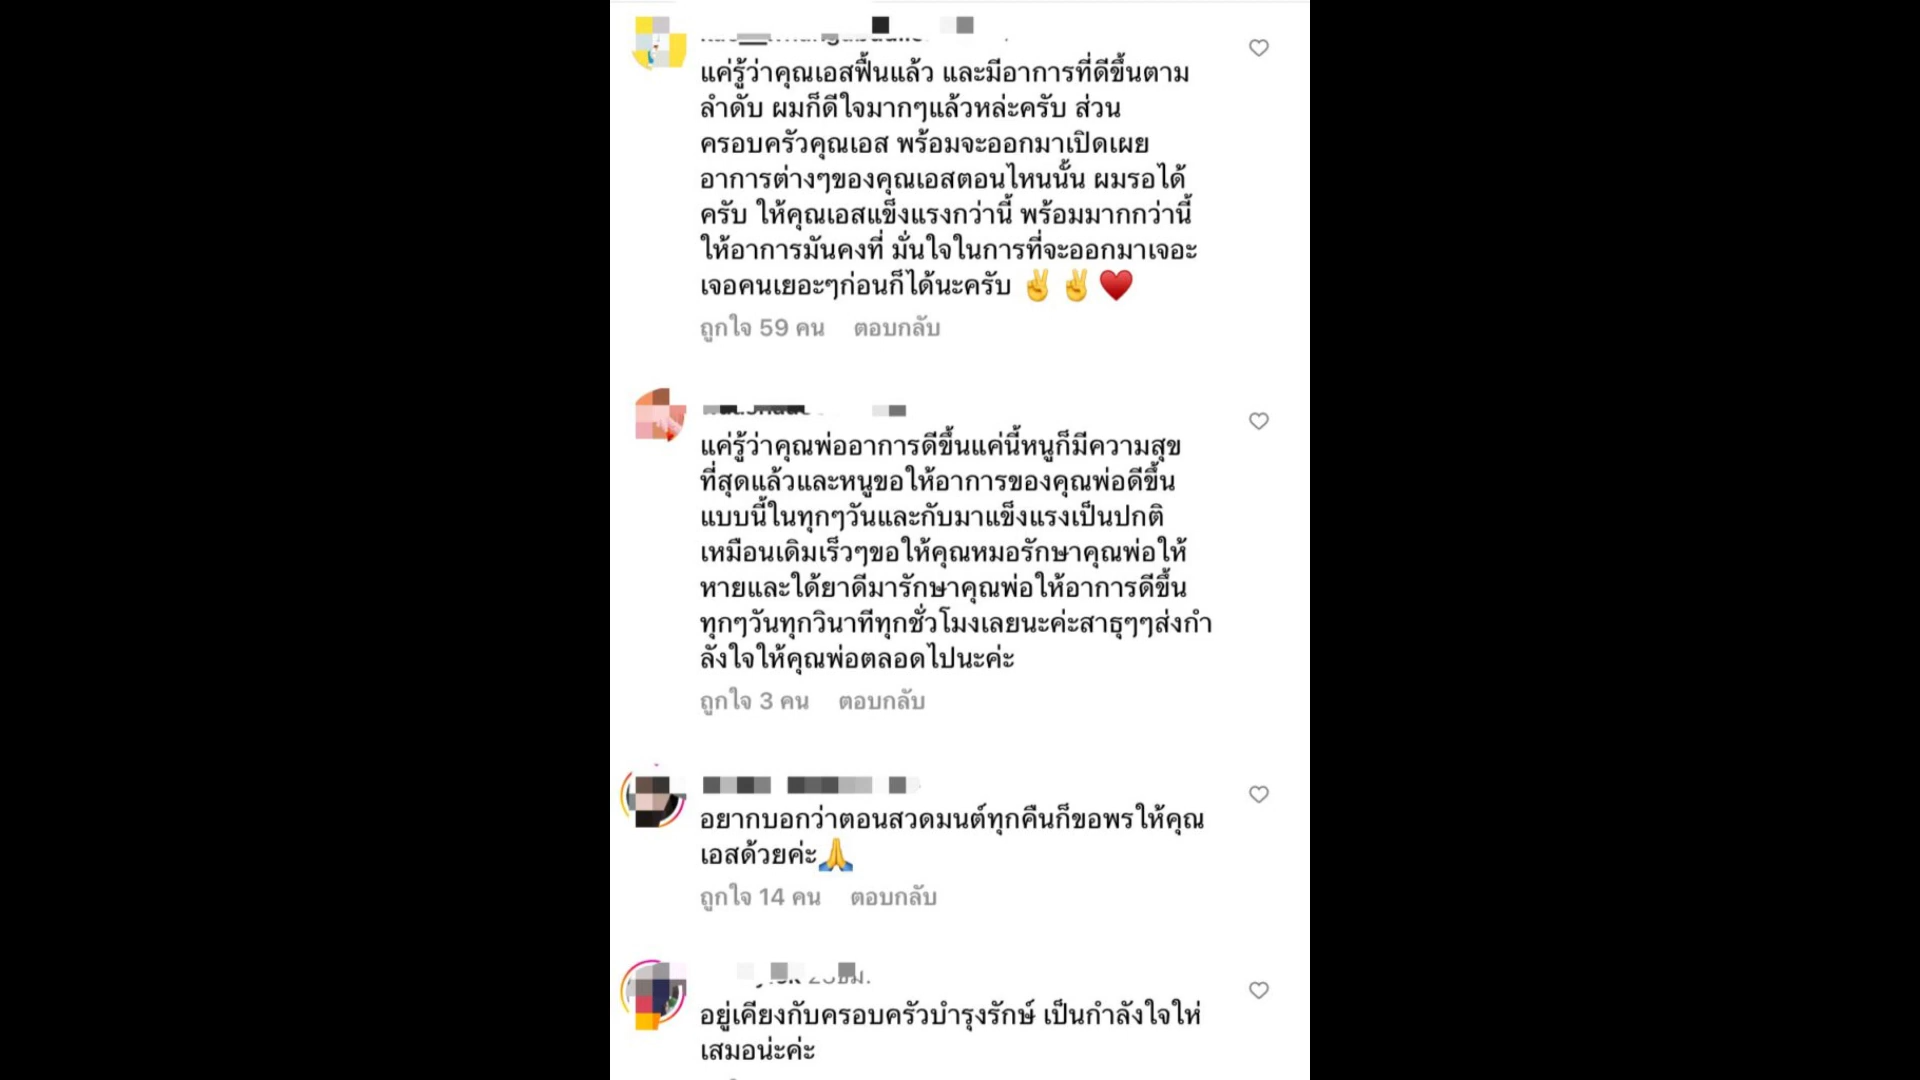 แค่รู้ว่าคุณเอสฟื้นแล้ว และมีอาการที่ดีขึ้นตาม
ลำดับ ผมก็ดีใจมากๆแล้วหล่ะครับ ส่วน
ครอบครัวคุณเอส พร้อมจะออกมาเปิดเผย
อาการต่างๆของคุณเอสตอนไหนนั้น ผมรอได้
ครับ ให้คุณเอสแข็งแรงกว่านี้ พร้อมมากกว่านี้
ให้อาการมันคงที่ มั่นใจในการที่จะออกมาเจอะ
เจอคนเยอะๆก่อนก็ได้นะครับ ✌️ ✌️ ♥️
ถูกใจ 59 คน ตอบกลับ
แค่รู้ว่าคุณพ่ออาการดีขึ้นแค่นี้หนูก็มีความสุข
ที่สุดแล้วและหนูขอให้อาการของคุณพ่อดีขึ้น
แบบนี้ในทุกๆวันและกับมาแข็งแรงเป็นปกติ
เหมือนเดิมเร็วๆขอให้คุณหมอรักษาคุณพ่อให้
หายและใด้ยาดีมารักษาคุณพ่อให้อาการดีขึ้น
ทุกๆวันทุกวินาทีทุกชั่วโมงเลยนะค่ะสาธุๆๆส่งกำ
ลังใจให้คุณพ่อตลอดไปนะค่ะ
ถูกใจ 3 คน ตอบกลับ
อยากบอกว่าตอนสวดมนต์ทุกคืนก็ขอพรให้คุณ
เอสด้วยค่ะ🙏
ถูกใจ 14 คน ตอบกลับ
อยู่เคียงกับครอบครัวบำรุงรักษ์ เป็นกำลังใจให่
เสมอน่ะค่ะ